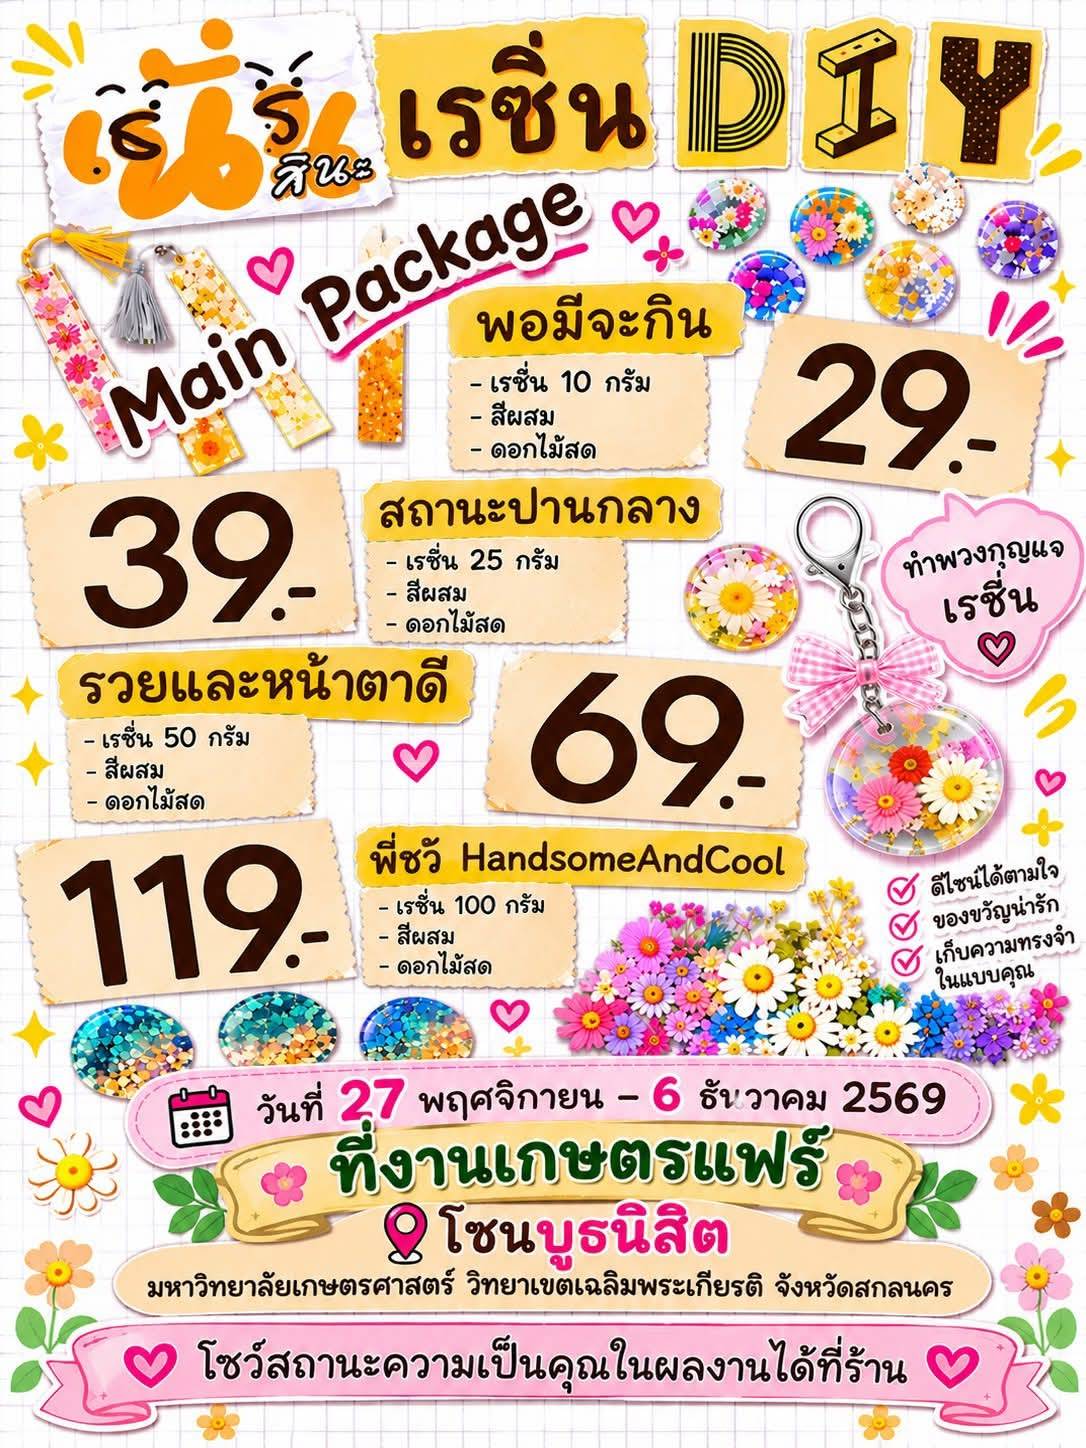 เรซิ่น DIY
Main Package
พอมีจะกิน
- เรซิ่น 10 กรัม
- สีผสม
- ดอกไม้สด
29.-
39.-
สถานะปานกลาง
- เรซิ่น 25 กรัม
- สีผสม
- ดอกไม้สด
ทำพวงกุญแจ
เรซิ่น
รวยและหน้าตาดี
- เรซิ่น 50 กรัม
- สีผสม
- ดอกไม้สด
69.-
119.-
พี่ชวั HandsomeAndCool
- เรซิ่น 100 กรัม
- สีผสม
- ดอกไม้สด
ดีไซน์ได้ตามใจ
ของขวัญน่ารัก
เก็บความทรงจำ
ในแบบคุณ
วันที่ 27 พฤศจิกายน – 6 ธันวาคม 2569
ที่งานเกษตรแฟร์
โซนบูธนิสิต
มหาวิทยาลัยเกษตรศาสตร์ วิทยาเขตเฉลิมพระเกียรติ จังหวัดสกลนคร
โชว์สถานะความเป็นคุณในผลงานได้ที่ร้าน